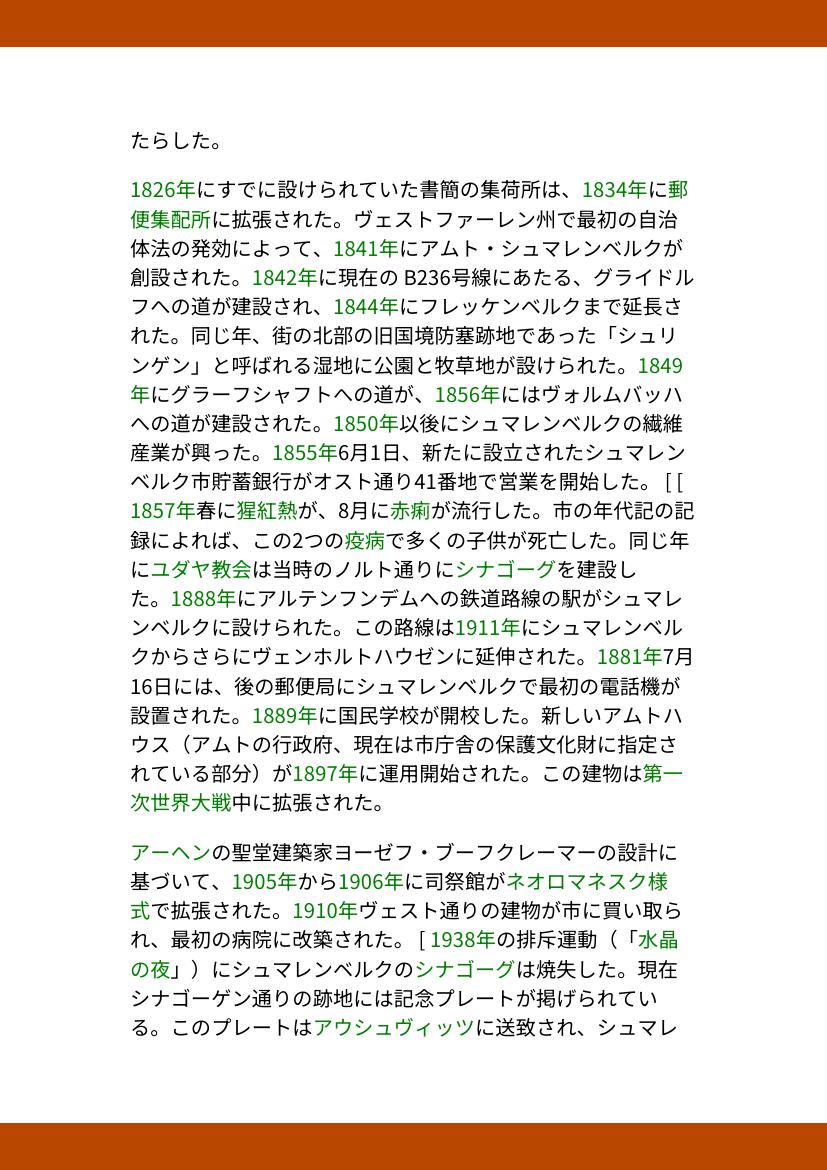 たらした。
1826年にすでに設けられていた書簡の集荷所は、1834年に郵
便集配所に拡張された。ヴェストファーレン州で最初の自治
体法の発効によって、1841年にアムト・シュマレンベルクが
創設された。1842年に現在の B236号線にあたる、グライドル
フへの道が建設され、1844年にフレッケンベルクまで延長さ
れた。同じ年、街の北部の旧国境防塞跡地であった「シュリ
ンゲン」と呼ばれる湿地に公園と牧草地が設けられた。1849
年にグラーフシャフトへの道が、1856年にはヴォルムバッハ
への道が建設された。1850年以後にシュマレンベルクの繊維
産業が興った。1855年6月1日、新たに設立されたシュマレン
ベルク市貯蓄銀行がオスト通り41番地で営業を開始した。 [ [
1857年春に猩紅熱が、8月に赤痢が流行した。市の年代記の記
録によれば、この2つの疫病で多くの子供が死亡した。同じ年
にユダヤ教会は当時のノルト通りにシナゴーグを建設し
た。1888年にアルテンフンデムへの鉄道路線の駅がシュマレ
ンベルクに設けられた。この路線は1911年にシュマレンベル
クからさらにヴェンホルトハウゼンに延伸された。1881年7月
16日には、後の郵便局にシュマレンベルクで最初の電話機が
設置された。1889年に国民学校が開校した。新しいアムトハ
ウス（アムトの行政府、現在は市庁舎の保護文化財に指定さ
れている部分）が1897年に運用開始された。この建物は第一
次世界大戦中に拡張された。
アーヘンの聖堂建築家ヨーゼフ・ブーフクレーマーの設計に
基づいて、1905年から1906年に司祭館がネオロマネスク様
式で拡張された。1910年ヴェスト通りの建物が市に買い取ら
れ、最初の病院に改築された。 [ 1938年の排斥運動（「水晶
の夜」）にシュマレンベルクのシナゴーグは焼失した。現在
シナゴーゲン通りの跡地には記念プレートが掲げられてい
る。このプレートはアウシュヴィッツに送致され、シュマレ